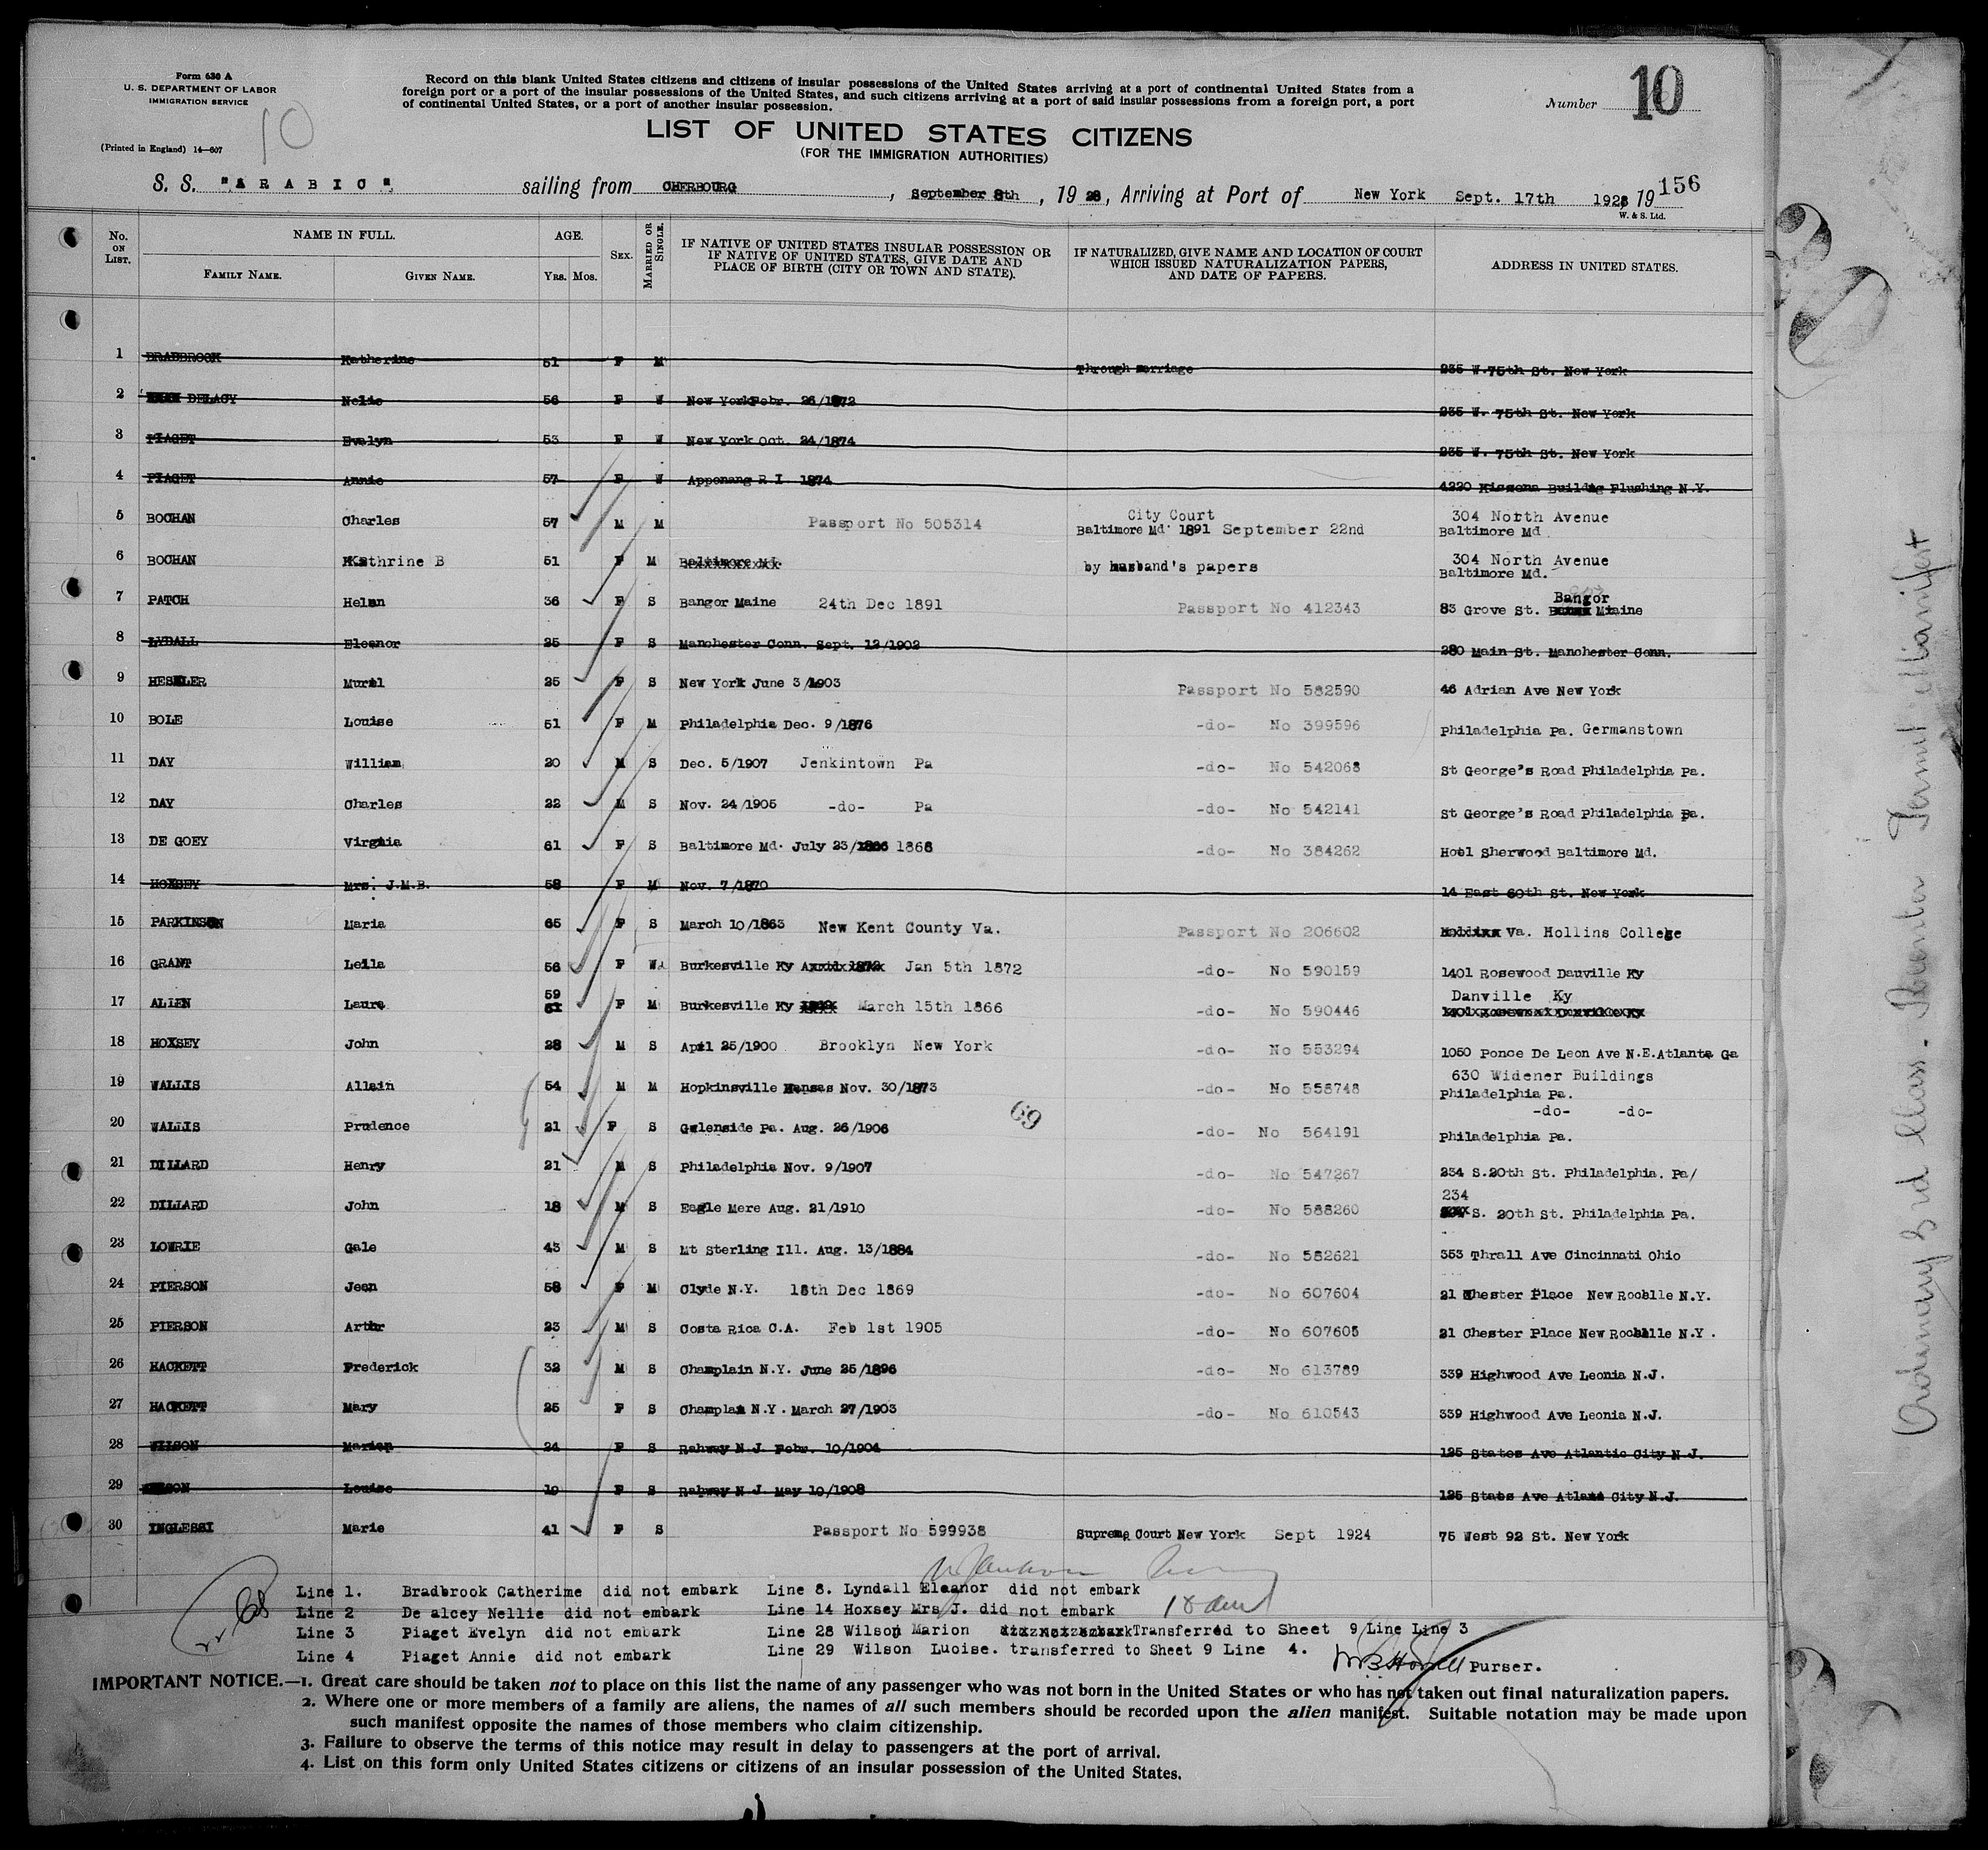 Form 630 A
U. S. DEPARTMENT OF LABOR
IMMIGRATION SERVICE
(Printed in England) 14—607
10
Record on this blank United States citizens and citizens of insular possessions of the United States arriving at a port of continental United States from a
foreign port or a port of the insular possessions of the United States, and such citizens arriving at a port of said insular possessions from a foreign port, a port
of continental United States, or a port of another insular possession.
Number 10
LIST OF UNITED STATES CITIZENS
(FOR THE IMMIGRATION AUTHORITIES)
S. S. "ARABIC", sailing from CHERBOURG, September 8th, 1928, Arriving at Port of New York Sept. 17th 1928, 19 156
W. & S. Ltd.
No. ON LIST. NAME IN FULL. FAMILY NAME. GIVEN NAME. AGE. Yrs. Mos. SEX. MARRIED OR SINGLE. IF NATIVE OF UNITED STATES INSULAR POSSESSION OR IF NATIVE OF UNITED STATES, GIVE DATE AND PLACE OF BIRTH (CITY OR TOWN AND STATE). IF NATURALIZED, GIVE NAME AND LOCATION OF COURT WHICH ISSUED NATURALIZATION PAPERS, AND DATE OF PAPERS. ADDRESS IN UNITED STATES.
1 BRADBROOK Katherine 51 F M Through marriage 235 W. 75th St. New York
2 DELACY Nelie 56 F W New York Febr. 26/1872 235 W. 75th St. New York
3 PIAGET Evelyn 53 F W New York Oct. 24/1874 235 W. 75th St. New York
4 PIAGET Annie 57 F W Apponang R.I. 1874 4220 Kissena Buildng Flushing N.Y.
5 BOCHAN Charles 57 M M Passport No 505314 City Court Baltimore Md 1891 September 22nd 304 North Avenue Baltimore Md
6 BOCHAN Kathrine B 51 F M Baltimore Md. by husband's papers 304 North Avenue Baltimore Md.
7 PATCH Helen 36 F S Bangor Maine 24th Dec 1891 Passport No 412343 83 Grove St. Bangor Maine
8 LYDALL Eleonor 25 F S Manchester Conn. Sept. 12/1902 280 Main St. Manchester Conn.
9 HESKLER Muriel 25 F S New York June 3/1903 Passport No 582590 46 Adrian Ave New York
10 BOLE Louise 51 F M Philadelphia Dec. 9/1876 -do- No 399596 Philadelphia Pa. Germanstown
11 DAY William 20 M S Dec. 5/1907 Jenkintown Pa -do- No 542068 St George's Road Philadelphia Pa.
12 DAY Charles 22 M S Nov. 24/1905 -do- Pa -do- No 542141 St George's Road Philadelphia Pa.
13 DE GOEY Virginia 61 F S Baltimore Md. July 23/1866 1868 -do- No 384262 Hotel Sherwood Baltimore Md.
14 HOXSEY Mrs. J.M.B. 58 F M Nov. 7/1870 14 East 60th St. New York
15 PARKINSON Maria 65 F S March 10/1863 New Kent County Va. Passport No 206602 Va. Hollins College
16 GRANT Leila 56 F Wd Burkesville Ky Jan 5th 1872 -do- No 590159 1401 Rosewood Dauville Ky
17 ALLEN Laura 59 61 F M Burkesville Ky March 15th 1866 -do- No 590446 Danville Ky
18 HOXSEY John 28 M S April 25/1900 Brooklyn New York -do- No 553294 1050 Ponce De Leon Ave N.E. Atlanta Ga
19 WALLIS Allain 54 M M Hopkinsville Kansas Nov. 30/1873 -do- No 558748 630 Widener Buildings Philadelphia Pa.
20 WALLIS Prudence 21 F S Gwlenside Pa. Aug. 26/1906 -do- No 564191 -do- -do- Philadelphia Pa.
69
21 DILLARD Henry 21 M S Philadelphia Nov. 9/1907 -do- No 547267 234 S. 20th St. Philadelphia. Pa/
22 DILLARD John 18 M S Eagle Mere Aug. 21/1910 -do- No 588260 234 S. 20th St. Philadelphia Pa.
23 LOWRIE Gale 43 M S Mt Sterling Ill. Aug. 13/1884 -do- No 582621 353 Thrall Ave Cincinnati Ohio
24 PIERSON Jean 58 F M Clyde N.Y. 18th Dec 1869 -do- No 607604 21 Chester Place New Rochlle N.Y.
25 PIERSON Arthr 23 M S Costa Rica C.A. Feb 1st 1905 -do- No 607605 21 Chester Place New Rochlle N.Y.
26 HACKETT Frederick 32 M S Champlain N.Y. June 25/1896 -do- No 613789 339 Highwood Ave Leonia N.J.
27 HACKETT Mary 25 F S Champlan N.Y. March 27/1903 -do- No 610543 339 Highwood Ave Leonia N.J.
28 WILSON Marion 24 F S Rahway N.J. Febr. 10/1904 125 States Ave Atlantic City N.J.
29 WILSON Louise 19 F S Rahway N.J. May 10/1908 125 States Ave Atlant City N.J.
30 INGLESSI Marie 41 F S Passport No 599938 Supreme Court New York Sept 1924 75 West 92 St. New York
Line 1. Bradbrook Catherime did not embark Line 8. Lyndall Eleanor did not embark
Line 2 De alcey Nellie did not embark Line 14 Hoxsey Mrs J. did not embark
Line 3 Piaget Evelyn did not embark Line 28 Wilson Marion Transferred to Sheet 9 Line Line 3
Line 4 Piaget Annie did not embark Line 29 Wilson Luoise. transferred to Sheet 9 Line 4.
Purser.
IMPORTANT NOTICE.—1. Great care should be taken not to place on this list the name of any passenger who was not born in the United States or who has not taken out final naturalization papers.
2. Where one or more members of a family are aliens, the names of all such members should be recorded upon the alien manifest. Suitable notation may be made upon
such manifest opposite the names of those members who claim citizenship.
3. Failure to observe the terms of this notice may result in delay to passengers at the port of arrival.
4. List on this form only United States citizens or citizens of an insular possession of the United States.
Ordinary 3rd Class. Manifest